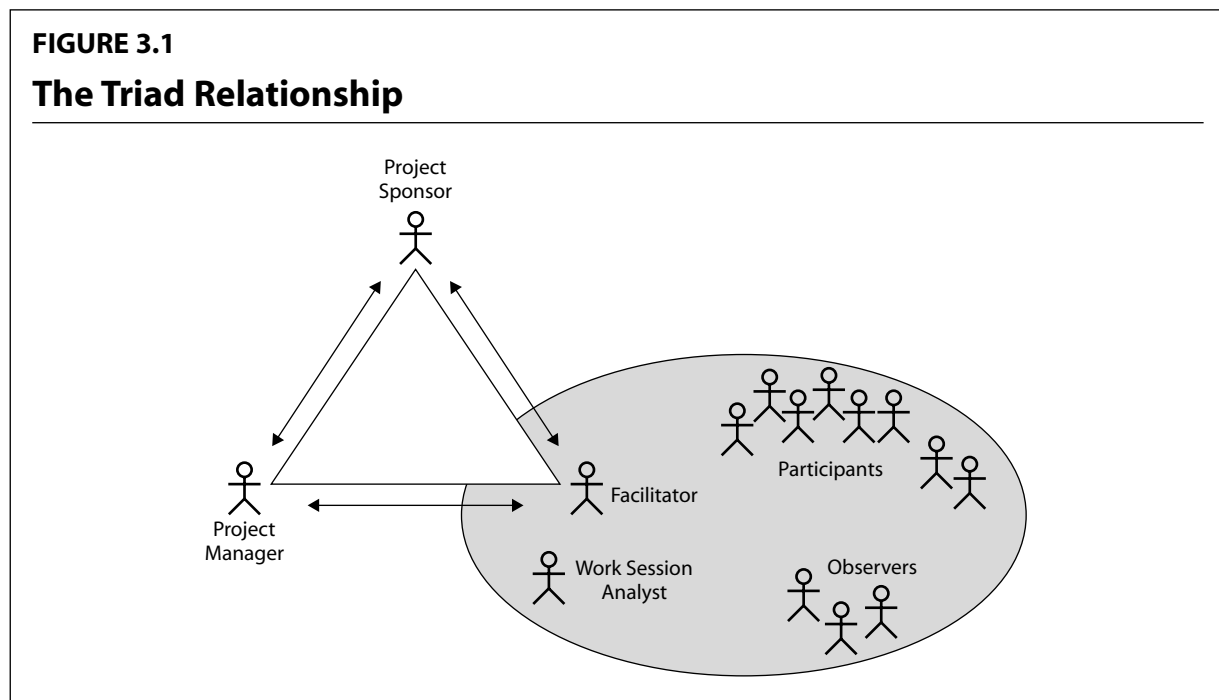 FIGURE 3.1
The Triad Relationship
Project
Sponsor
Participants
Facilitator
Project
Manager
Work Session
Analyst
Observers